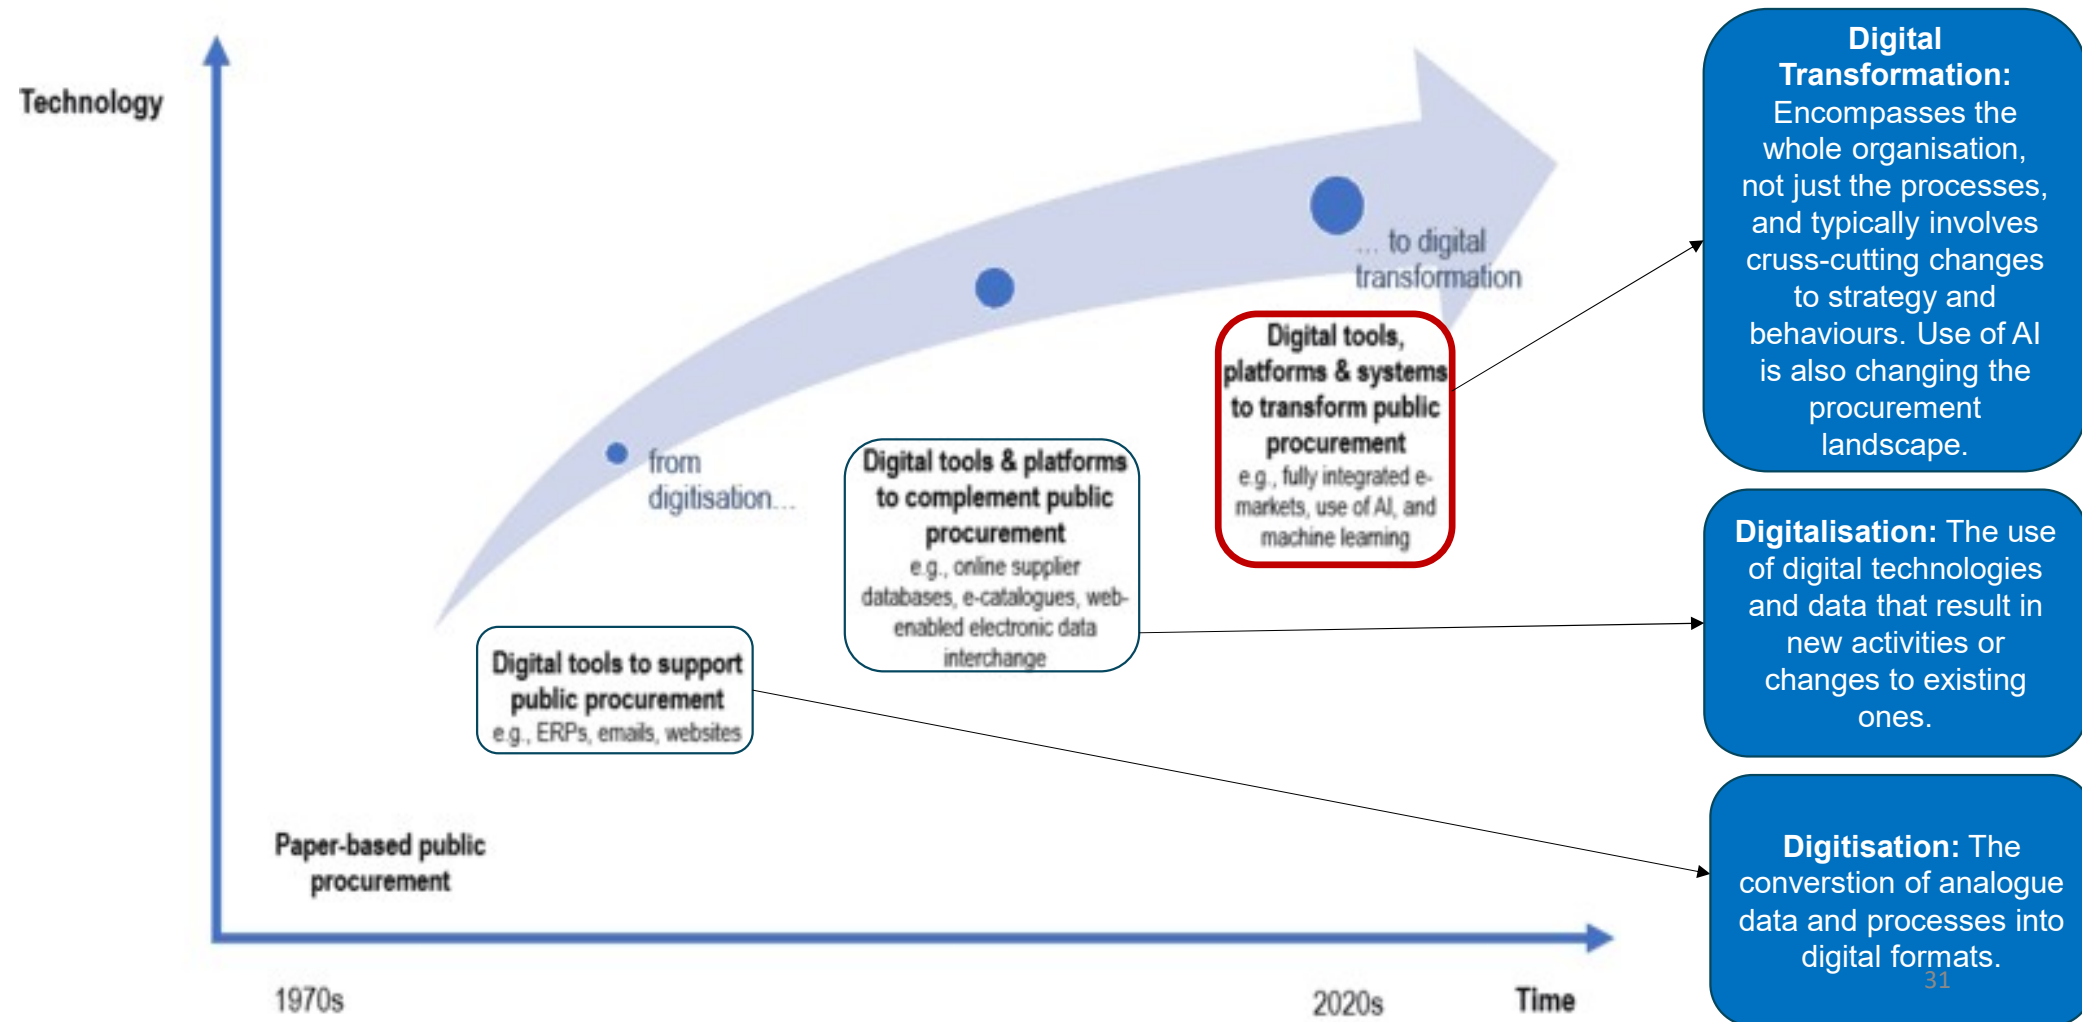 Technology
from
digitisation...
... to digital
transformation
Digital tools to support
public procurement
e.g., ERPs, emails, websites
Digital tools & platforms
to complement public
procurement
e.g., online supplier
databases, e-catalogues, web-
enabled electronic data
interchange
Digital tools,
platforms & systems
to transform public
procurement
e.g., fully integrated e-
markets, use of AI, and
machine learning
Paper-based public
procurement
1970s
2020s
Time
Digital
Transformation:
Encompasses the
whole organisation,
not just the processes,
and typically involves
cruss-cutting changes
to strategy and
behaviours. Use of AI
is also changing the
procurement
landscape.
Digitalisation: The use
of digital technologies
and data that result in
new activities or
changes to existing
ones.
Digitisation: The
converstion of analogue
data and processes into
digital formats.
31